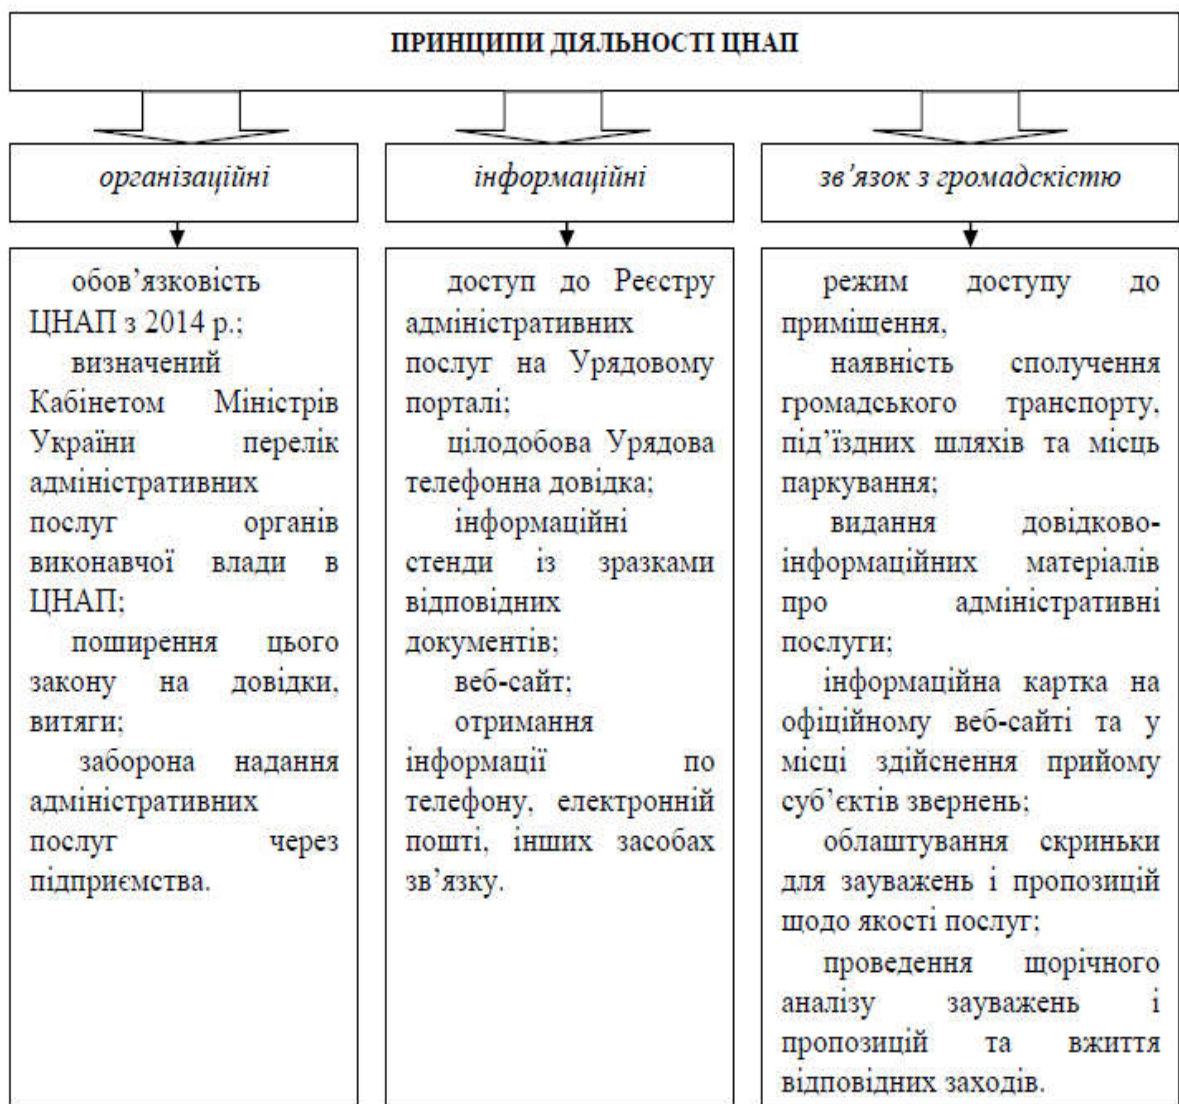 ПРИНЦИПИ ДІЯЛЬНОСТІ ЦНАП
організаційні
інформаційні
зв’язок з громадскістю
обов’язковість
ЦНАП з 2014 р.;
визначений
Кабінетом Міністрів
України перелік
адміністративних
послуг органів
виконавчої влади в
ЦНАП;
поширення цього
закону на довідки,
витяги;
заборона надання
адміністративних
послуг через
підприємства.
доступ до Реєстру
адміністративних
послуг на Урядовому
порталі;
цілодобова Урядова
телефонна довідка;
інформаційні
стенди із зразками
відповідних
документів;
веб-сайт;
отримання
інформації по
телефону, електронній
пошті, інших засобах
зв’язку.
режим доступу до
приміщення,
наявність сполучення
громадського транспорту,
під’їздних шляхів та місць
паркування;
видання довідково-
інформаційних матеріалів
про адміністративні
послуги;
інформаційна картка на
офіційному веб-сайті та у
місці здійснення прийому
суб’єктів звернень;
облаштування скриньки
для зауважень і пропозицій
щодо якості послуг;
проведення щорічного
аналізу зауважень і
пропозицій та вжиття
відповідних заходів.